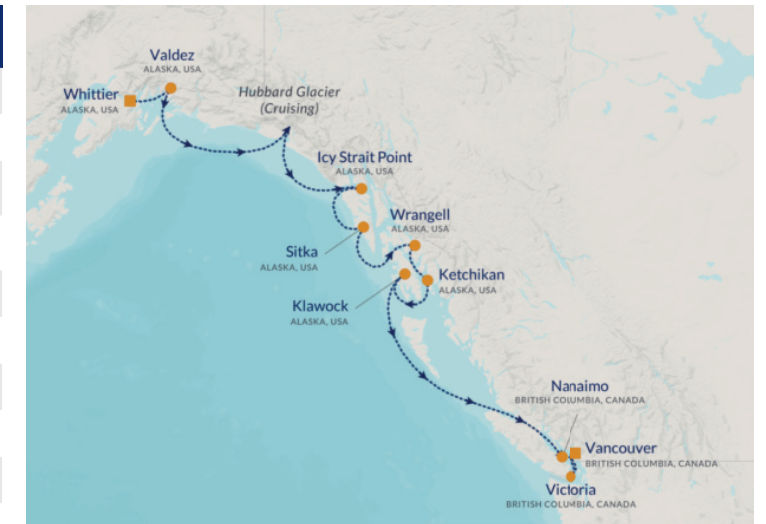 Valdez
ALASKA, USA
Whittier
ALASKA, USA
Hubbard Glacier
(Cruising)
Icy Strait Point
ALASKA, USA
Wrangell
ALASKA, USA
Sitka
ALASKA, USA
Ketchikan
ALASKA, USA
Klawock
ALASKA, USA
Nanaimo
BRITISH COLUMBIA, CANADA
Vancouver
BRITISH COLUMBIA, CANADA
Victoria
BRITISH COLUMBIA, CANADA